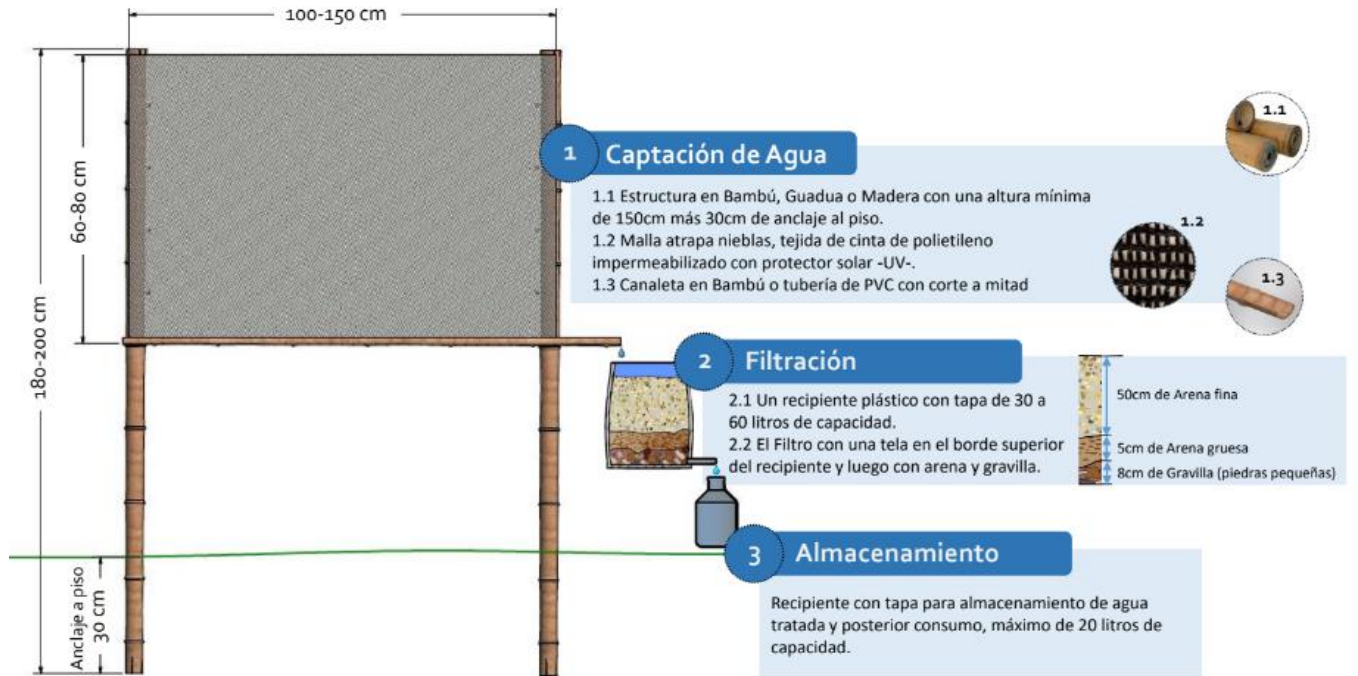 100-150 cm
60-80 cm
180-200 cm
Anclaje a piso
30 cm
1 Captación de Agua
1.1 Estructura en Bambú, Guadua o Madera con una altura mínima
de 150cm más 30cm de anclaje al piso.
1.2 Malla atrapa nieblas, tejida de cinta de polietileno
impermeabilizado con protector solar -UV-.
1.3 Canaleta en Bambú o tubería de PVC con corte a mitad
1.1
1.2
1.3
2 Filtración
2.1 Un recipiente plástico con tapa de 30 a
60 litros de capacidad.
2.2 El Filtro con una tela en el borde superior
del recipiente y luego con arena y gravilla.
50cm de Arena fina
5cm de Arena gruesa
8cm de Gravilla (piedras pequeñas)
3 Almacenamiento
Recipiente con tapa para almacenamiento de agua
tratada y posterior consumo, máximo de 20 litros de
capacidad.